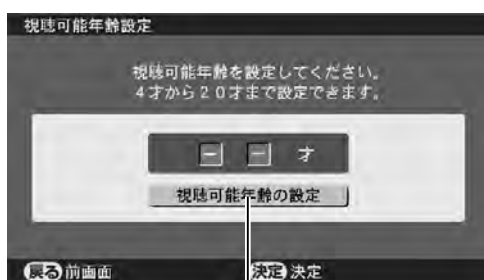 視聴可能年齢設定
視聴可能年齢を設定してください。
4才から20才まで設定できます。
－ － 才
視聴可能年齢の設定
戻る 前画面 決定 決定